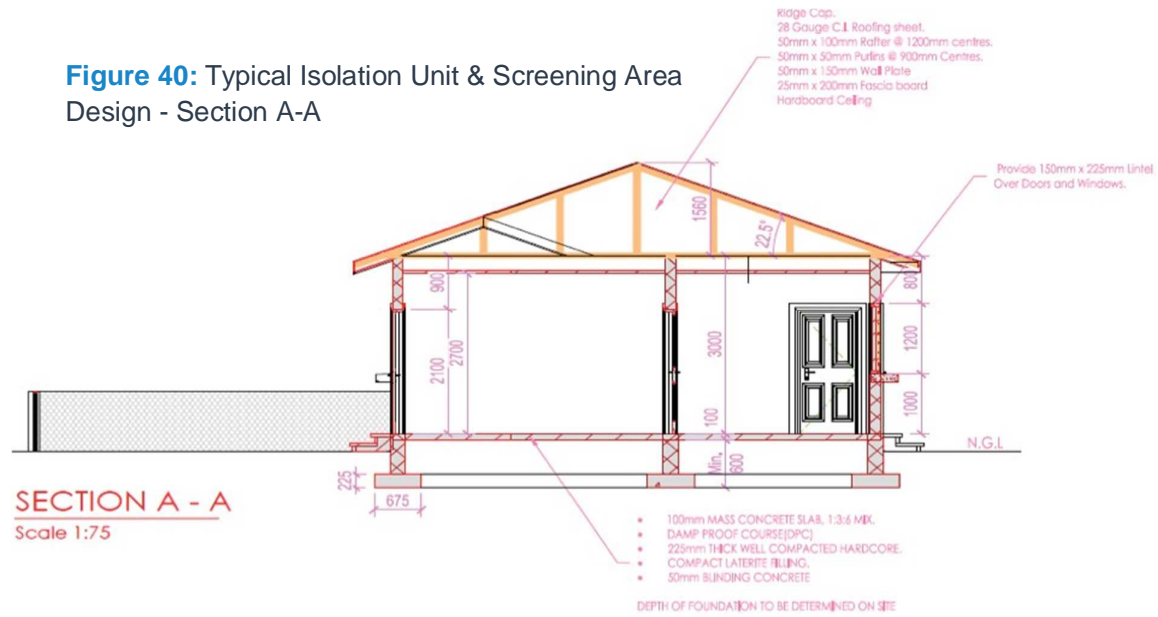 Ridge Cap.
28 Gauge C.I. Roofing sheet.
50mm x 100mm Rafter @ 1200mm centres.
50mm x 50mm Purlins @ 900mm Centres.
50mm x 150mm Wall Plate
25mm x 200mm Fascia board
Hardboard Ceiling
Figure 40: Typical Isolation Unit & Screening Area
Design - Section A-A
Provide 150mm x 225mm Lintel
Over Doors and Windows.
1560
22.5°
900
800
2100
2700
3000
1200
100
1000
Min.
600
N.G.L
225
675
SECTION A - A
Scale 1:75
• 100mm MASS CONCRETE SLAB, 1:3:6 MIX.
• DAMP PROOF COURSE(DPC)
• 225mm THICK WELL COMPACTED HARDCORE.
• COMPACT LATERITE FILLING.
• 50mm BLINDING CONCRETE
DEPTH OF FOUNDATION TO BE DETERMINED ON SITE